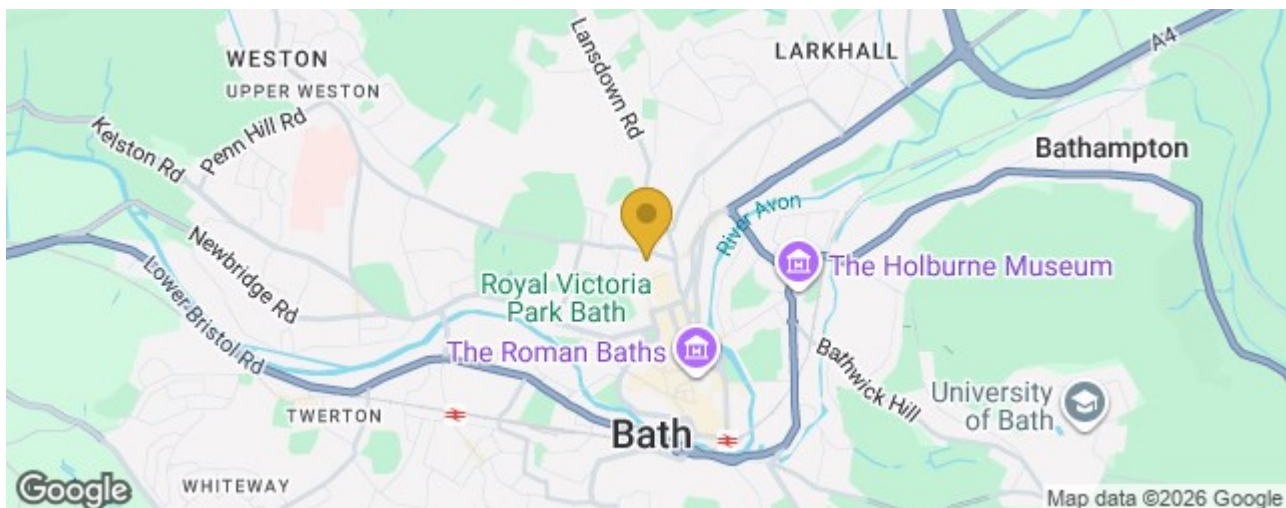 WESTON
UPPER WESTON
Lansdown Rd
LARKHALL
A4
Kelston Rd
Penn Hill Rd
Bathampton
Newbridge Rd
River Avon
Royal Victoria
Park Bath
The Holburne Museum
Lower Bristol Rd
The Roman Baths
Bathwick Hill
University
of Bath
TWERTON
Bath
WHITEWAY
Google
Map data ©2026 Google